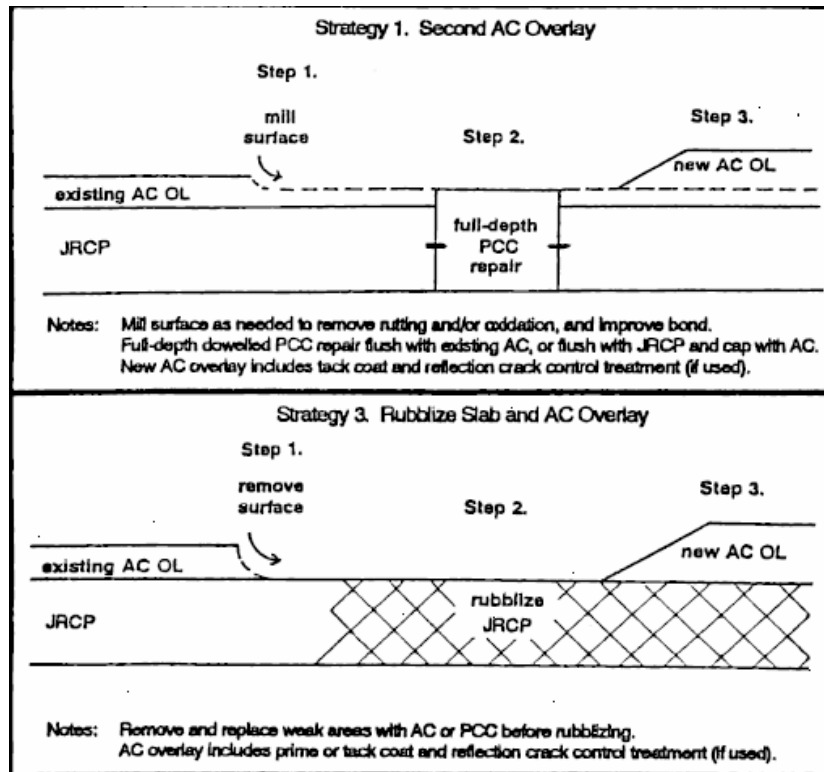 Strategy 1. Second AC Overlay
Step 1.
mill
surface
Step 2.
Step 3.
new AC OL
existing AC OL
JRCP
full-depth
PCC
repair
Notes: Mill surface as needed to remove rutting and/or oxidation, and improve bond.
Full-depth dowelled PCC repair flush with existing AC, or flush with JRCP and cap with AC.
New AC overlay includes tack coat and reflection crack control treatment (if used).
Strategy 3. Rubblize Slab and AC Overlay
Step 1.
remove
surface
Step 2.
Step 3.
new AC OL
existing AC OL
JRCP
rubblize
JRCP
Notes: Remove and replace weak areas with AC or PCC before rubblizing.
AC overlay includes prime or tack coat and reflection crack control treatment (if used).